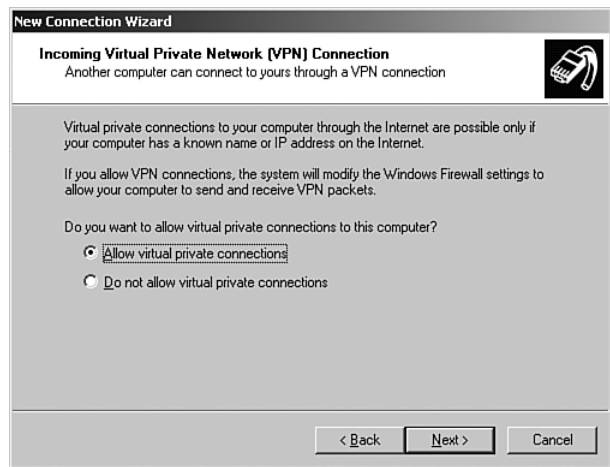 New Connection Wizard
Incoming Virtual Private Network (VPN) Connection
Another computer can connect to yours through a VPN connection
Virtual private connections to your computer through the Internet are possible only if
your computer has a known name or IP address on the Internet.
If you allow VPN connections, the system will modify the Windows Firewall settings to
allow your computer to send and receive VPN packets.
Do you want to allow virtual private connections to this computer?
Allow virtual private connections
Do not allow virtual private connections
< Back Next > Cancel